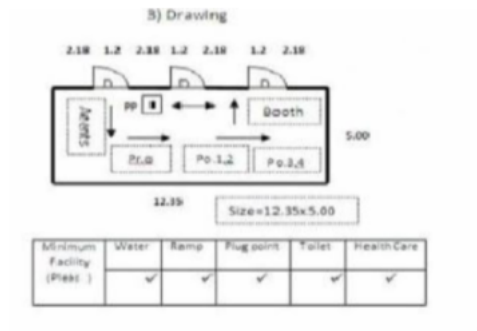 3) Drawing
2.18 1.2 2.18 1.2 2.18 1.2 2.18
D D D
PP
Booth
Agents
5.00
Pr.o Po.1,2 Po.3,4
12.35
Size=12.35x5.00
Minimum Water Ramp Plug point Toilet Health Care
Facility
✓ ✓ ✓ ✓ ✓